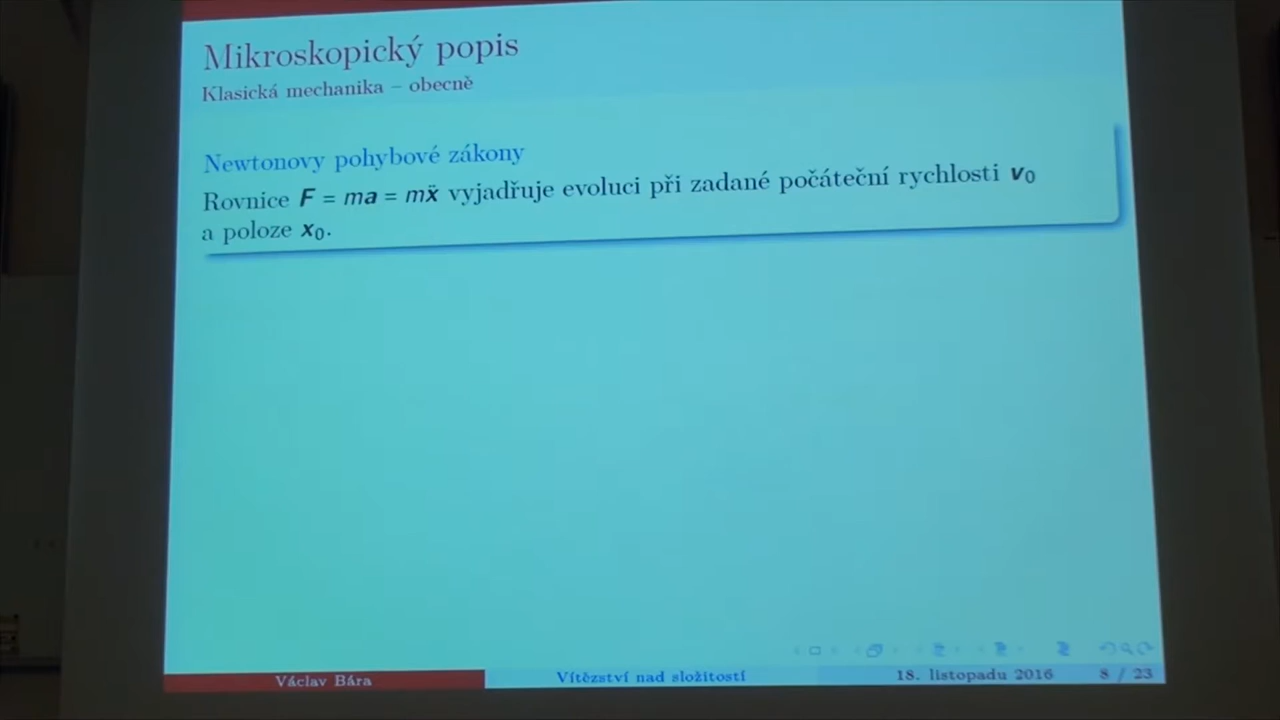 Mikroskopický popis
Klasická mechanika – obecně
Newtonovy pohybové zákony
Rovnice F = ma = mẍ vyjadřuje evoluci při zadané počáteční rychlosti v₀
a poloze x₀.
Václav Bára
Vítězství nad složitostí
18. listopadu 2016
8 / 23